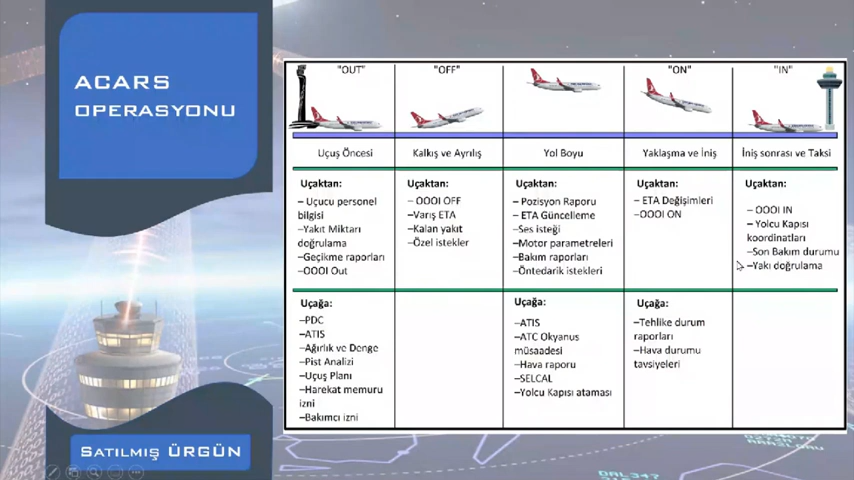 ACARS
OPERASYONU
"OUT"
"OFF"
"ON"
"IN"
Uçuş Öncesi
Kalkış ve Ayrılış
Yol Boyu
Yaklaşma ve İniş
İniş sonrası ve Taksi
Uçaktan:
– Uçucu personel
bilgisi
–Yakıt Miktarı
doğrulama
–Geçikme raporları
–OOOI Out
Uçaktan:
– OOOI OFF
–Varış ETA
–Kalan yakıt
–Özel istekler
Uçaktan:
–Pozisyon Raporu
– ETA Güncelleme
–Ses isteği
–Motor parametreleri
–Bakım raporları
–Öntedarik istekleri
Uçaktan:
– ETA Değişimleri
–OOOI ON
Uçaktan:
– OOOI IN
– Yolcu Kapısı
koordinatları
–Son Bakım durumu
–Yakı doğrulama
Uçağa:
–PDC
–ATIS
–Ağırlık ve Denge
–Pist Analizi
–Uçuş Planı
–Harekat memuru
izni
–Bakımcı izni
Uçağa:
–ATIS
–ATC Okyanus
müsaadesi
–Hava raporu
–SELCAL
–Yolcu Kapısı ataması
Uçağa:
–Tehlike durum
raporları
–Hava durumu
tavsiyeleri
Satılmış ÜRGÜN